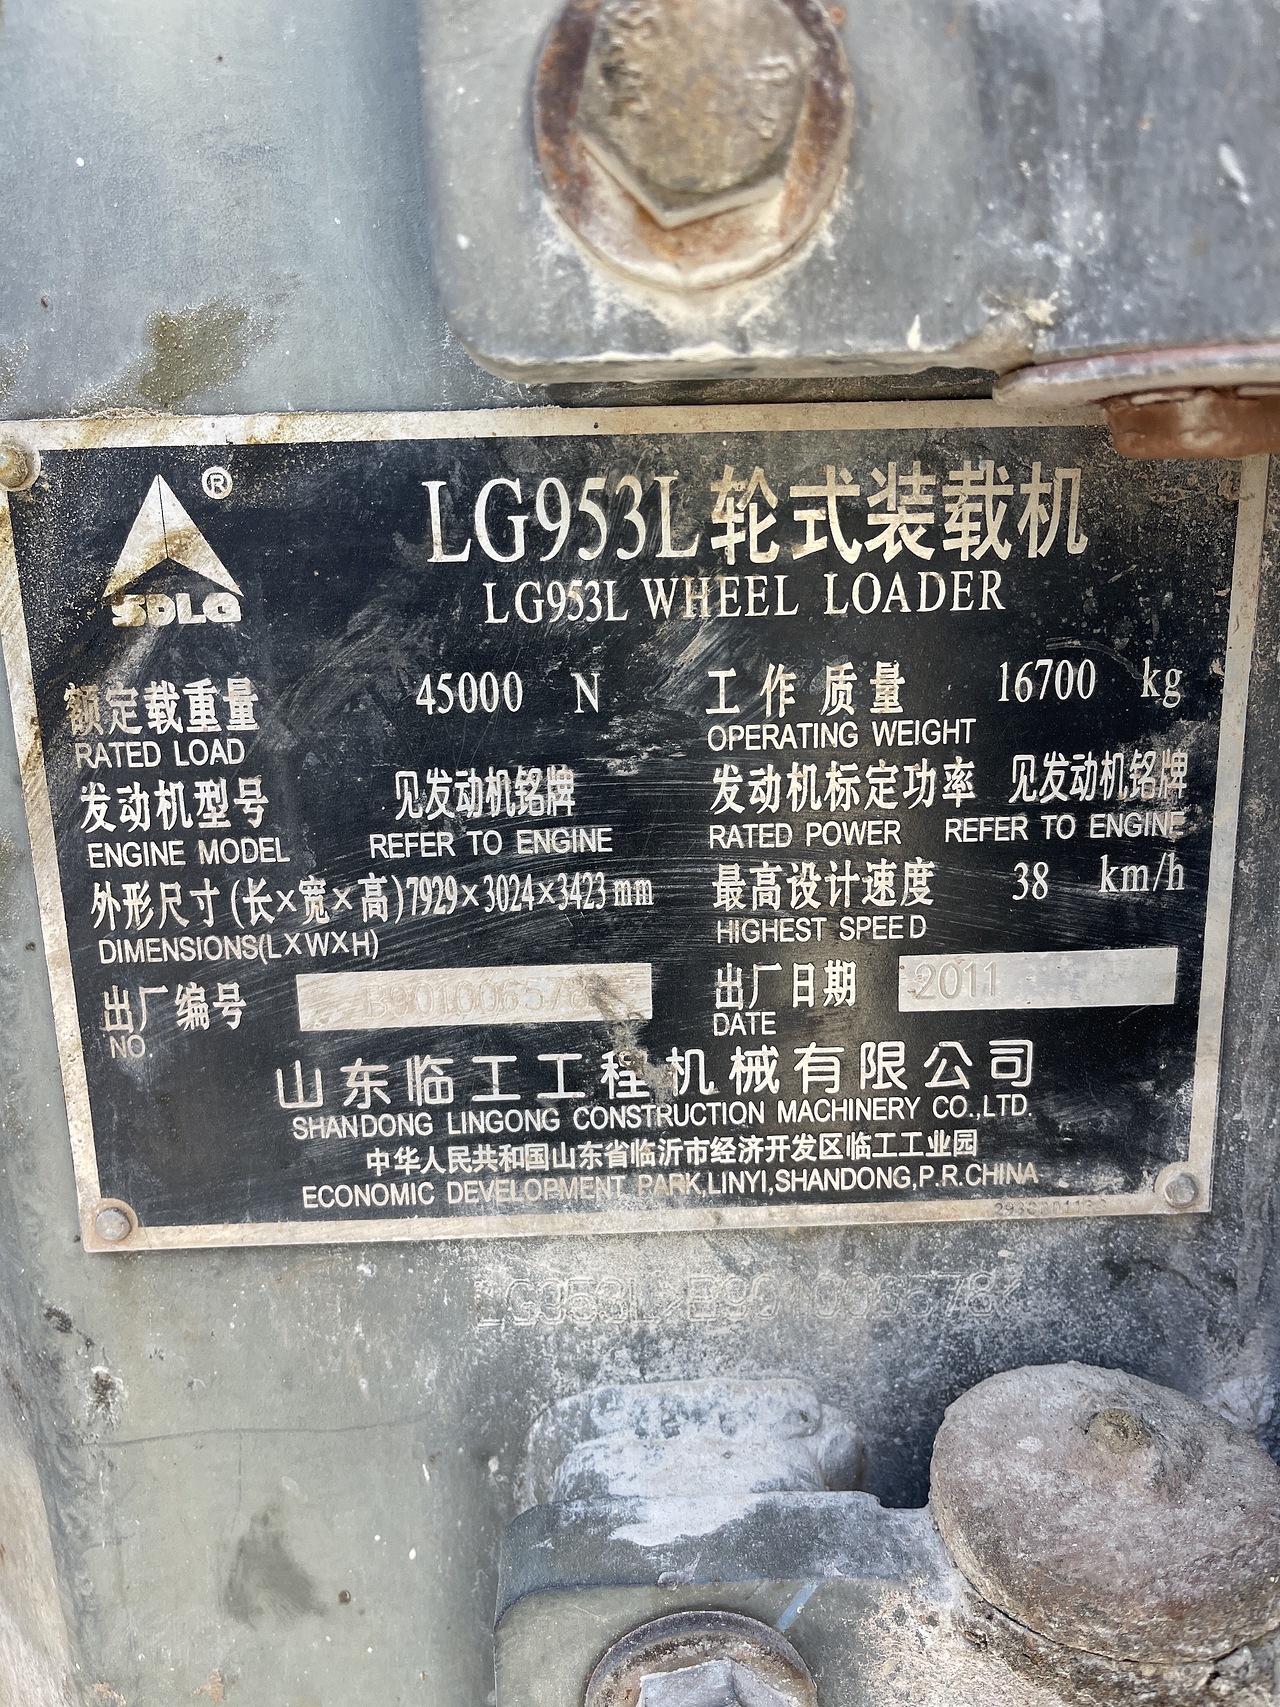 ®
SDLG
LG953L轮式装载机
LG953L WHEEL LOADER
额定载重量 45000 N 工作质量 16700 kg
RATED LOAD OPERATING WEIGHT
发动机型号 见发动机铭牌 发动机标定功率 见发动机铭牌
ENGINE MODEL REFER TO ENGINE RATED POWER REFER TO ENGINE
外形尺寸(长×宽×高)7929×3024×3423mm 最高设计速度 38 km/h
DIMENSIONS(L×W×H) HIGHEST SPEED
出厂编号 出厂日期 2011
NO. DATE
山东临工工程机械有限公司
SHANDONG LINGONG CONSTRUCTION MACHINERY CO.,LTD.
中华人民共和国山东省临沂市经济开发区临工工业园
ECONOMIC DEVELOPMENT PARK,LINYI,SHANDONG,P.R.CHINA